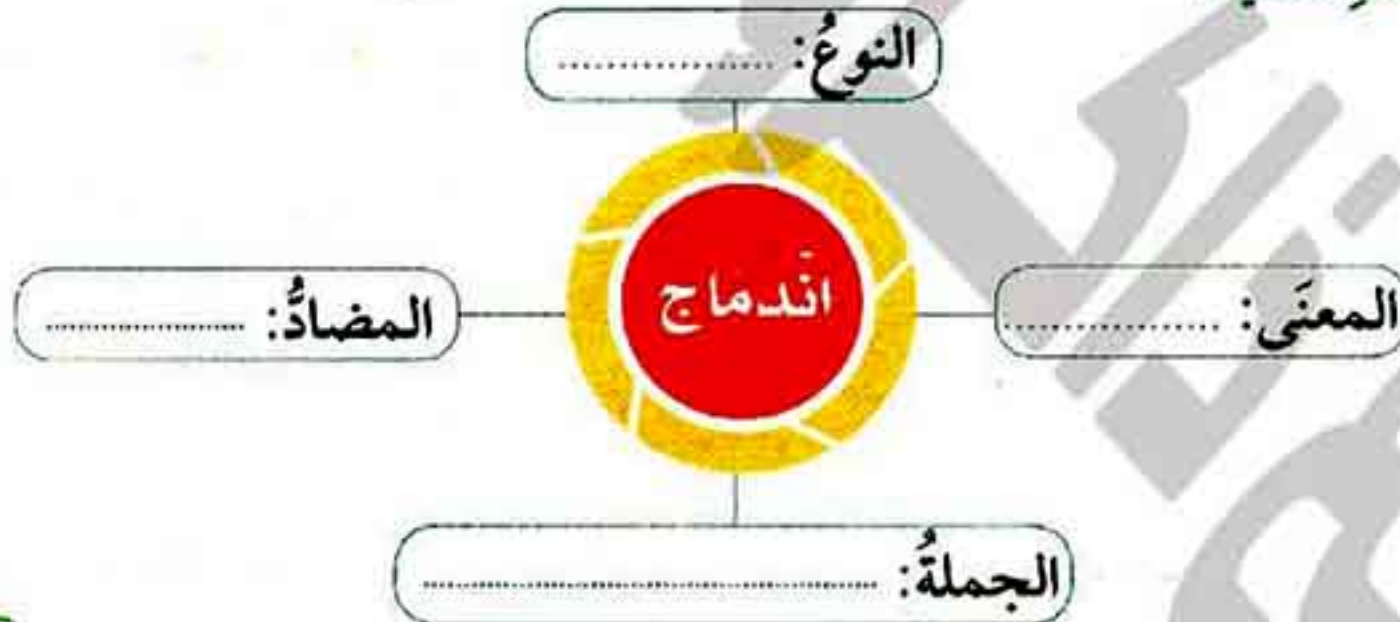 النوعُ: ..................
المعنَى: ..................
اندماج
المضادُّ: ..................
الجملةُ: ..........................................